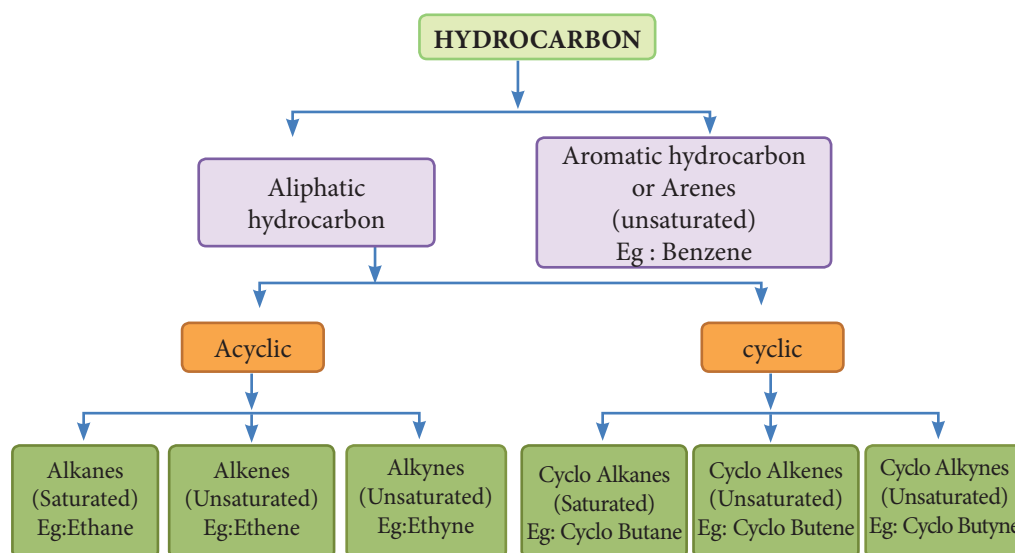 HYDROCARBON
Aliphatic
hydrocarbon
Aromatic hydrocarbon
or Arenes
(unsaturated)
Eg : Benzene
Acyclic
cyclic
Alkanes
(Saturated)
Eg:Ethane
Alkenes
(Unsaturated)
Eg:Ethene
Alkynes
(Unsaturated)
Eg:Ethyne
Cyclo Alkanes
(Saturated)
Eg: Cyclo Butane
Cyclo Alkenes
(Unsaturated)
Eg: Cyclo Butene
Cyclo Alkynes
(Unsaturated)
Eg: Cyclo Butyne